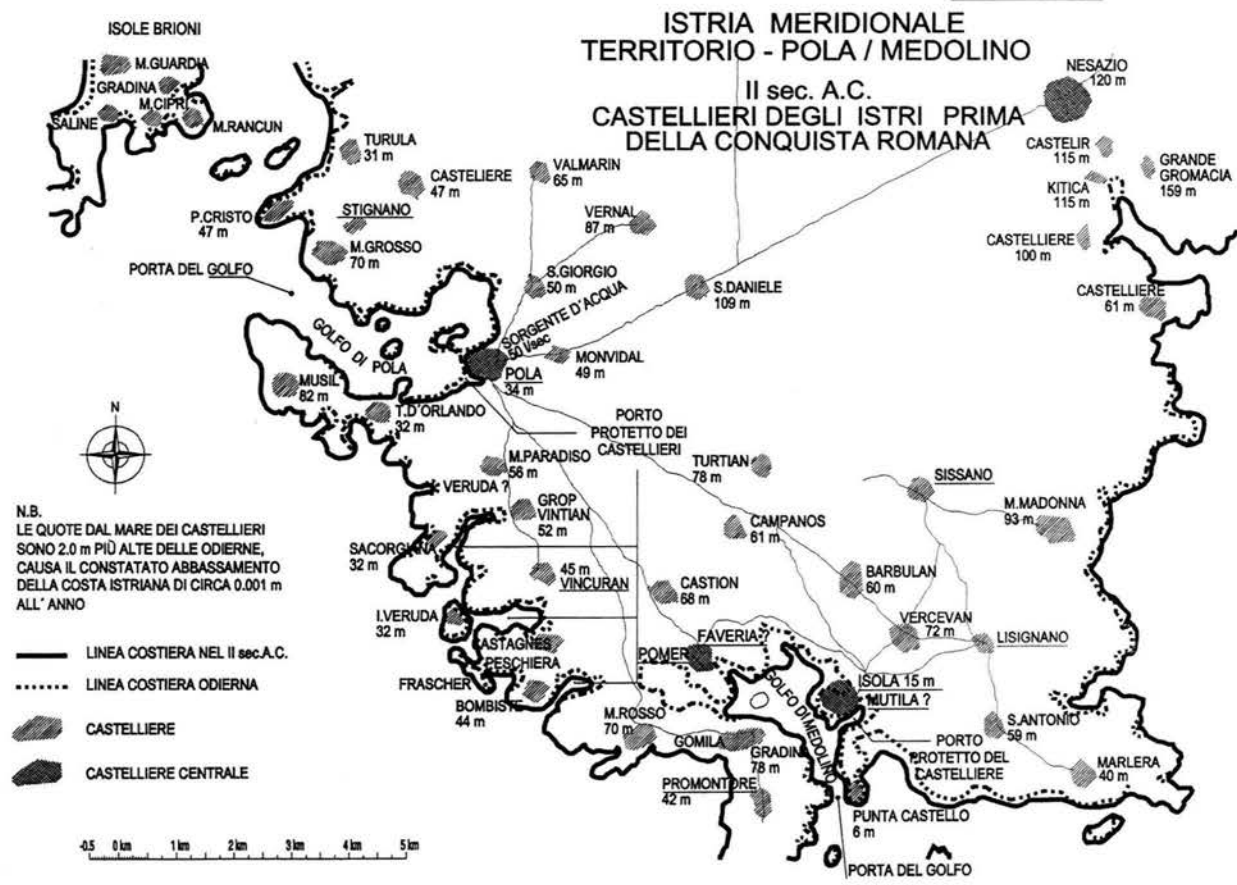 ISTRIA MERIDIONALE
TERRITORIO - POLA / MEDOLINO
II sec. A.C.
CASTELLIERI DEGLI ISTRI PRIMA
DELLA CONQUISTA ROMANA
ISOLE BRIONI
M.GUARDIA
GRADINA
M.CIPRI
SALINE
M.RANCUN
TURULA
31 m
CASTELIERE
47 m
VALMARIN
65 m
VERNAL
87 m
P.CRISTO
47 m
STIGNANO
M.GROSSO
70 m
PORTA DEL GOLFO
S.GIORGIO
50 m
S.DANIELE
109 m
NESAZIO
120 m
CASTELIR
115 m
GRANDE
GROMACIA
159 m
KITICA
115 m
CASTELLIERE
100 m
CASTELLIERE
61 m
GOLFO DI POLA
SORGENTE D'ACQUA
50 l/sec
POLA
34 m
MONVIDAL
49 m
MUSIL
82 m
T.D'ORLANDO
32 m
PORTO
PROTETTO DEI
CASTELLIERI
N
M.PARADISO
56 m
VERUDA ?
GROP
VINTIAN
52 m
TURTIAN
78 m
SISSANO
M.MADONNA
93 m
CAMPANOS
61 m
SACORGIANA
32 m
45 m
VINCURAN
CASTION
68 m
BARBULAN
60 m
VERCEVAN
72 m
LISIGNANO
I.VERUDA
32 m
CASTAGNES
PESCHIERA
FAVERIA ?
POMER
FRASCHER
BOMBISTE
44 m
GOLFO DI MEDOLINO
ISOLA 15 m
MUTILA ?
M.ROSSO
70 m
GOMILA
GRADINA
78 m
PROMONTORE
42 m
S.ANTONIO
59 m
PORTO
PROTETTO DEL
CASTELLIERE
MARLERA
40 m
PUNTA CASTELLO
6 m
PORTA DEL GOLFO
N.B.
LE QUOTE DAL MARE DEI CASTELLIERI
SONO 2.0 m PIÙ ALTE DELLE ODIERNE,
CAUSA IL CONSTATATO ABBASSAMENTO
DELLA COSTA ISTRIANA DI CIRCA 0.001 m
ALL' ANNO
LINEA COSTIERA NEL II sec.A.C.
LINEA COSTIERA ODIERNA
CASTELLIERE
CASTELLIERE CENTRALE
-0.5 0 km 1 km 2 km 3 km 4 km 5 km